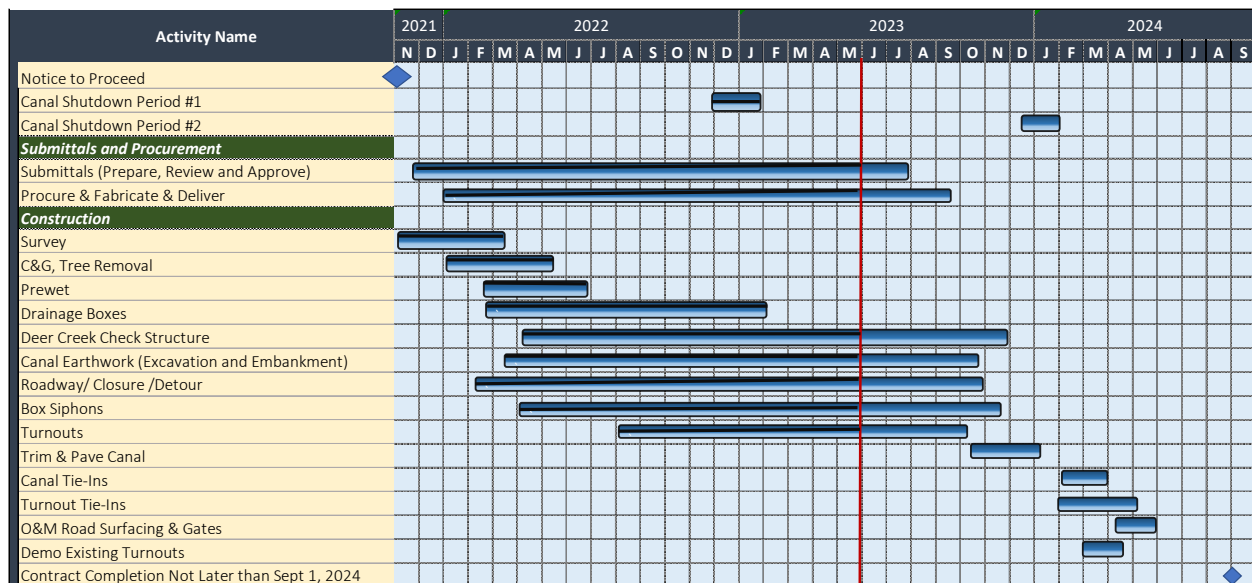 Activity Name
2021 2022 2023 2024
N D J F M A M J J A S O N D J F M A M J J A S O N D J F M A M J J A S
Notice to Proceed
Canal Shutdown Period #1
Canal Shutdown Period #2
Submittals and Procurement
Submittals (Prepare, Review and Approve)
Procure & Fabricate & Deliver
Construction
Survey
C&G, Tree Removal
Prewet
Drainage Boxes
Deer Creek Check Structure
Canal Earthwork (Excavation and Embankment)
Roadway/ Closure /Detour
Box Siphons
Turnouts
Trim & Pave Canal
Canal Tie-Ins
Turnout Tie-Ins
O&M Road Surfacing & Gates
Demo Existing Turnouts
Contract Completion Not Later than Sept 1, 2024